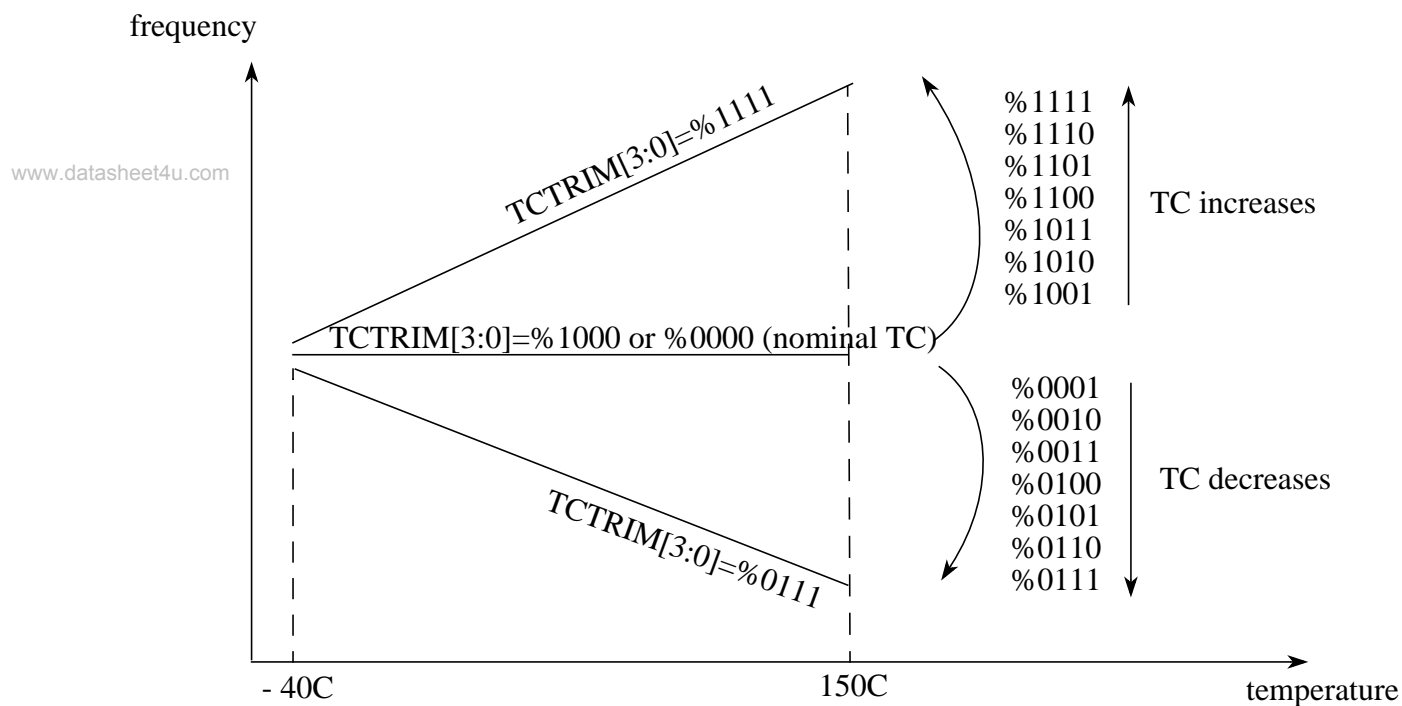 frequency
www.datasheet4u.com
TCTRIM[3:0]=%1111
%1111
%1110
%1101
%1100
%1011
%1010
%1001
TC increases
TCTRIM[3:0]=%1000 or %0000 (nominal TC)
TCTRIM[3:0]=%0111
%0001
%0010
%0011
%0100
%0101
%0110
%0111
TC decreases
- 40C
150C
temperature